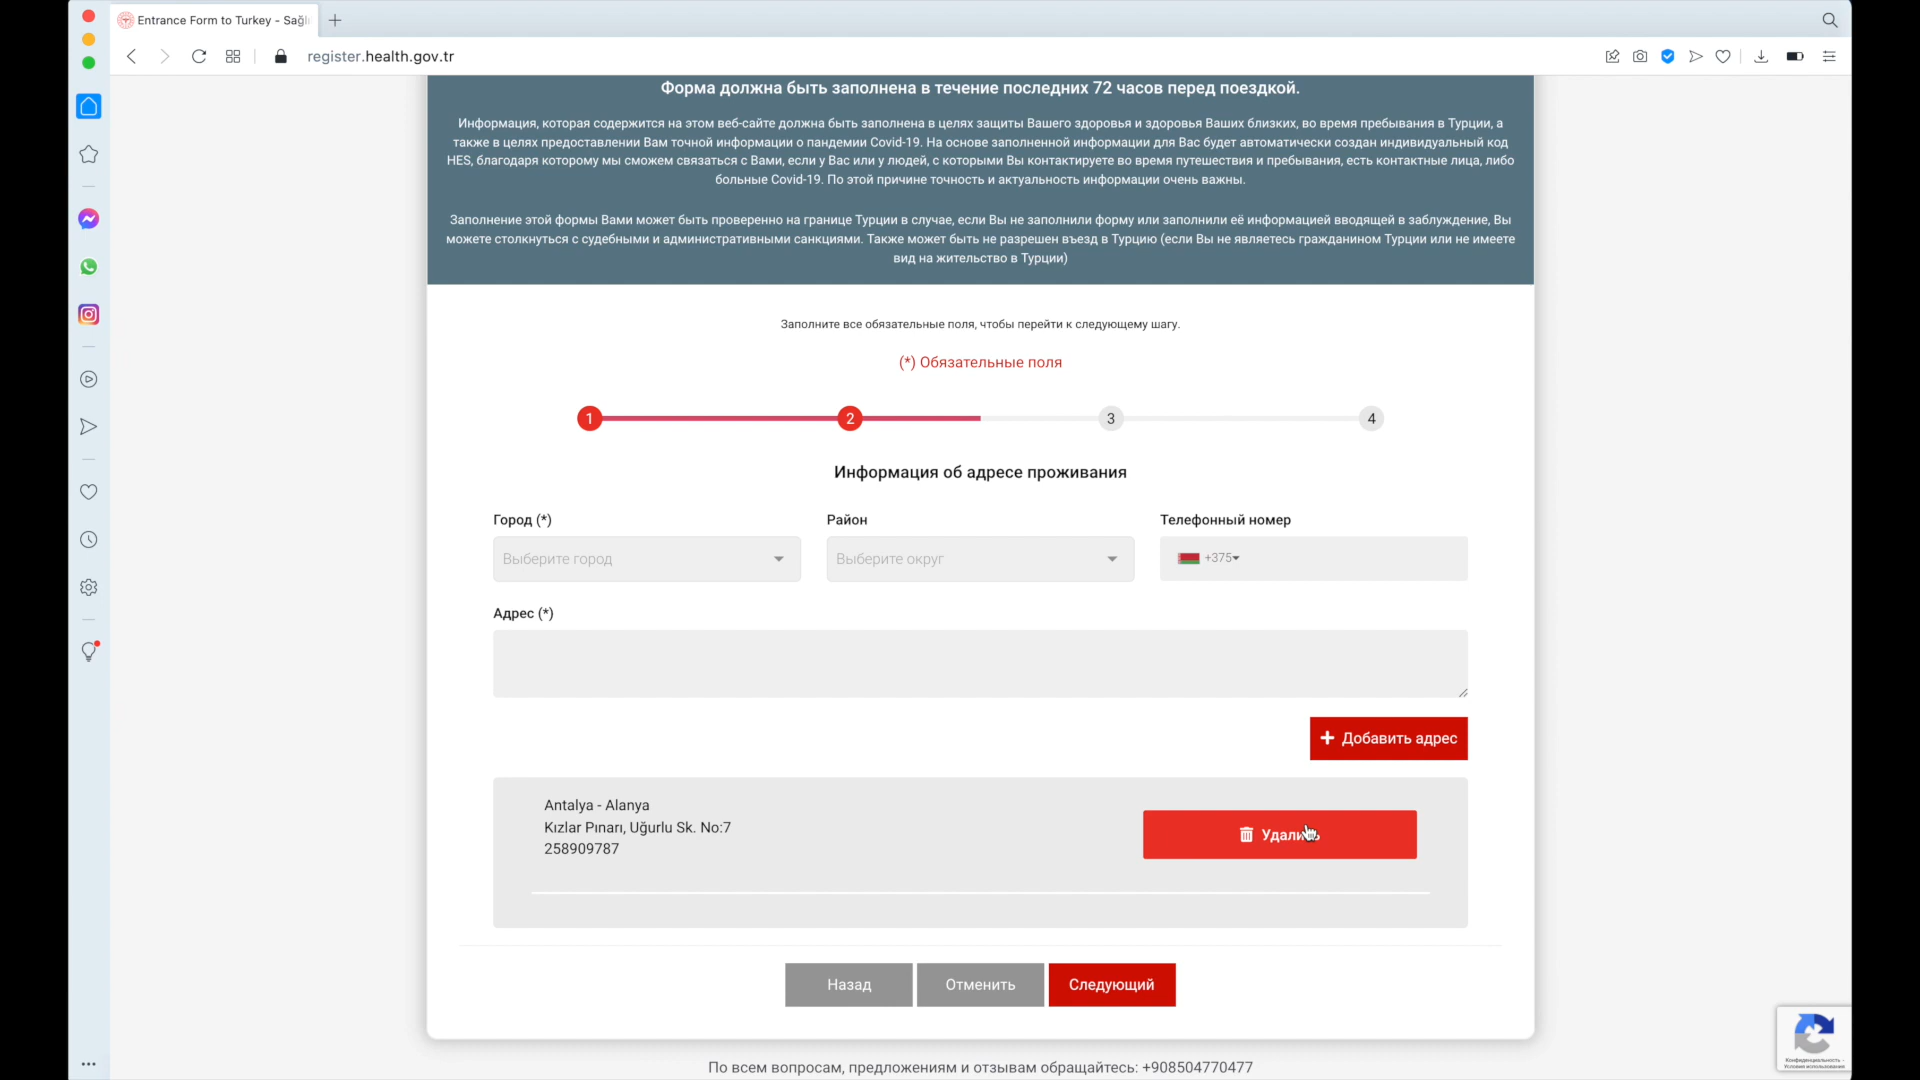 Entrance Form to Turkey - Sağlı
register.health.gov.tr
Форма должна быть заполнена в течение последних 72 часов перед поездкой.
Информация, которая содержится на этом веб-сайте должна быть заполнена в целях защиты Вашего здоровья и здоровья Ваших близких, во время пребывания в Турции, а
также в целях предоставлении Вам точной информации о пандемии Covid-19. На основе заполненной информации для Вас будет автоматически создан индивидуальный код
HES, благодаря которому мы сможем связаться с Вами, если у Вас или у людей, с которыми Вы контактируете во время путешествия и пребывания, есть контактные лица, либо
больные Covid-19. По этой причине точность и актуальность информации очень важны.
Заполнение этой формы Вами может быть проверенно на границе Турции в случае, если Вы не заполнили форму или заполнили её информацией вводящей в заблуждение, Вы
можете столкнуться с судебными и административными санкциями. Также может быть не разрешен въезд в Турцию (если Вы не являетесь гражданином Турции или не имеете
вид на жительство в Турции)
Заполните все обязательные поля, чтобы перейти к следующему шагу.
(*) Обязательные поля
1 2 3 4
Информация об адресе проживания
Город (*) Район Телефонный номер
Выберите город Выберите округ +375
Адрес (*)
+ Добавить адрес
Antalya - Alanya
Kızlar Pınarı, Uğurlu Sk. No:7
258909787
Удалить
Назад Отменить Следующий
Конфиденциальность -
Условия использования
По всем вопросам, предложениям и отзывам обращайтесь: +908504770477